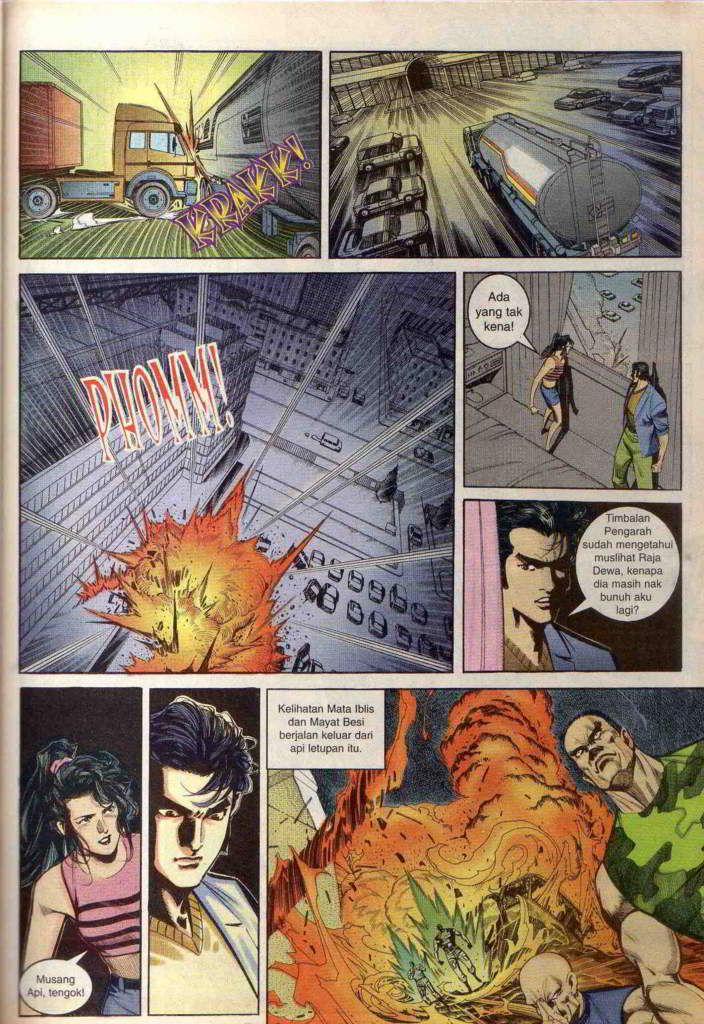 KRAKK!
PHOMM!
Ada
yang tak
kena!
Timbalan
Pengarah
sudah mengetahui
muslihat Raja
Dewa, kenapa
dia masih nak
bunuh aku
lagi?
Musang
Api, tengok!
Kelihatan Mata Iblis
dan Mayat Besi
berjalan keluar dari
api letupan itu.